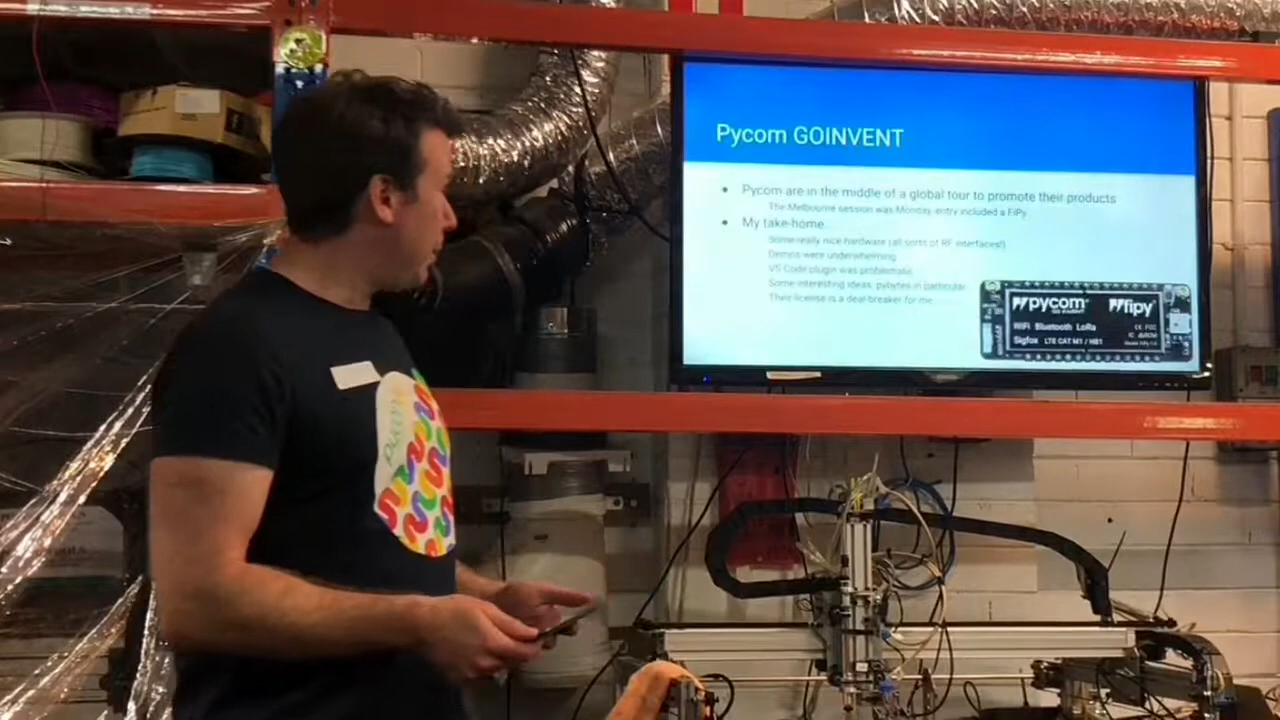 Pycom GOINVENT
Pycom are in the middle of a global tour to promote their products
The Melbourne session was Monday, entry included a FiPy
My take-home
Some really nice hardware (all sorts of RF interfaces!)
Demos were underwhelming
VS Code plugin was problematic
Some interesting ideas, pybytes in particular
Their license is a deal-breaker for me
pycom
GO INVENT
fipy
WiFi Bluetooth LoRa
Sigfox LTE CAT M1 / NB1